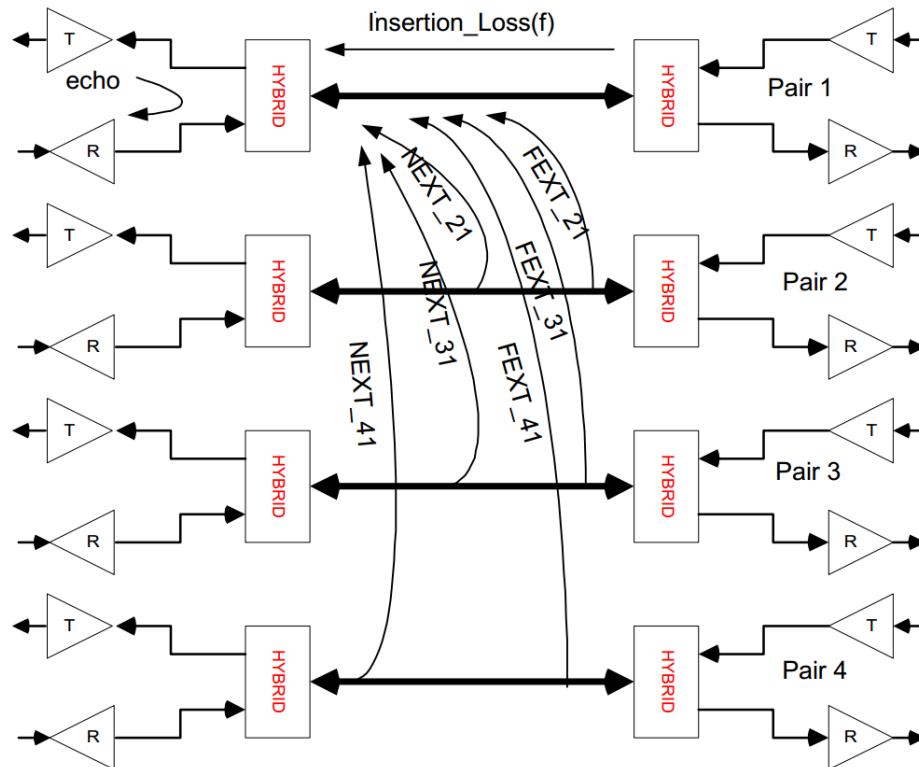 Insertion_Loss(f)
T
HYBRID
HYBRID
T
echo
Pair 1
R
R
NEXT_21
FEXT_21
T
HYBRID
HYBRID
T
Pair 2
NEXT_31
FEXT_31
R
R
NEXT_41
FEXT_41
T
HYBRID
HYBRID
T
Pair 3
R
R
T
HYBRID
HYBRID
T
Pair 4
R
R